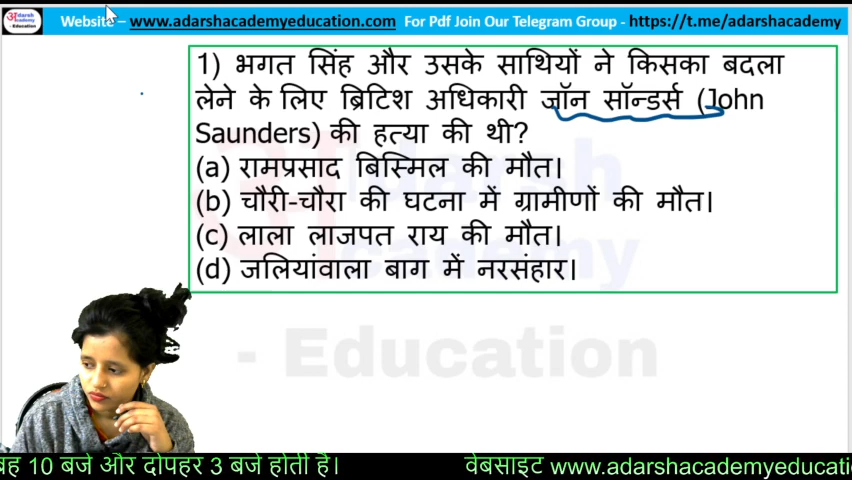 Website – www.adarshacademyeducation.com For Pdf Join Our Telegram Group - https://t.me/adarshacademy
1) भगत सिंह और उसके साथियों ने किसका बदला
लेने के लिए ब्रिटिश अधिकारी जॉन सॉन्डर्स (John
Saunders) की हत्या की थी?
(a) रामप्रसाद बिस्मिल की मौत।
(b) चौरी-चौरा की घटना में ग्रामीणों की मौत।
(c) लाला लाजपत राय की मौत।
(d) जलियांवाला बाग में नरसंहार।
- Education
10 बजे और दोपहर 3 बजे होती है। वेबसाइट www.adarshacademyeducati